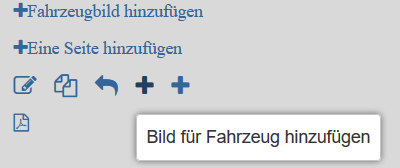 Fahrzeugbild hinzufügen
Eine Seite hinzufügen
Bild für Fahrzeug hinzufügen